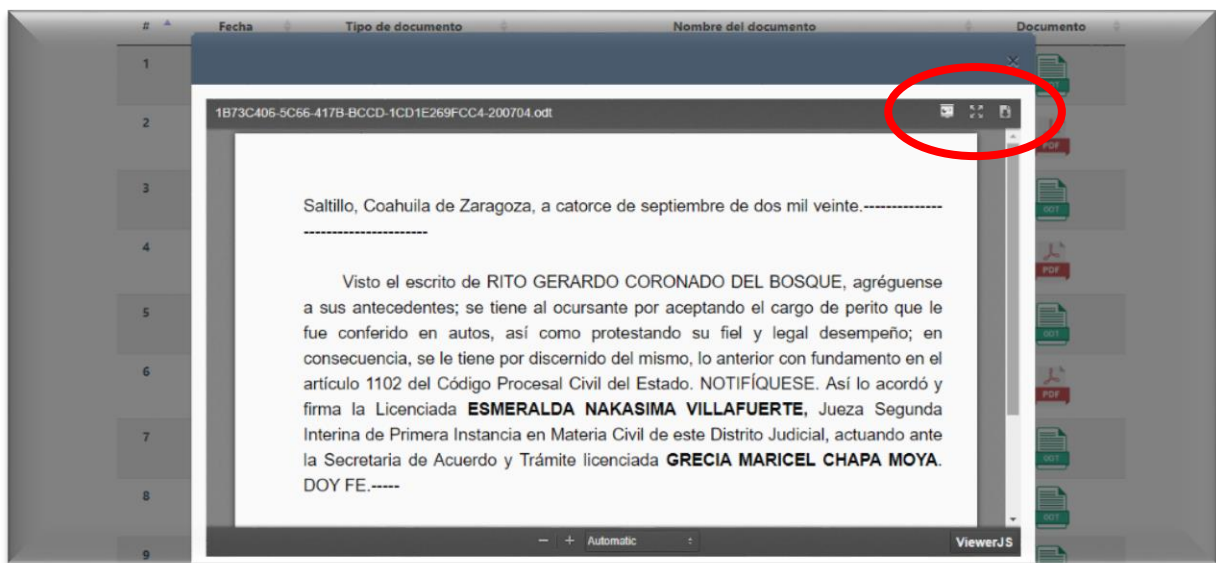 # Fecha Tipo de documento Nombre del documento Documento
1
ODT
1B73C406-5C66-417B-BCCD-1CD1E269FCC4-200704.odt
2
PDF
Saltillo, Coahuila de Zaragoza, a catorce de septiembre de dos mil veinte.--------------
----------------------
3
ODT
4
PDF
Visto el escrito de RITO GERARDO CORONADO DEL BOSQUE, agréguense
a sus antecedentes; se tiene al ocursante por aceptando el cargo de perito que le
5
ODT
fue conferido en autos, así como protestando su fiel y legal desempeño; en
consecuencia, se le tiene por discernido del mismo, lo anterior con fundamento en el
6
PDF
artículo 1102 del Código Procesal Civil del Estado. NOTIFÍQUESE. Así lo acordó y
firma la Licenciada ESMERALDA NAKASIMA VILLAFUERTE, Jueza Segunda
7
ODT
Interina de Primera Instancia en Materia Civil de este Distrito Judicial, actuando ante
la Secretaria de Acuerdo y Trámite licenciada GRECIA MARICEL CHAPA MOYA.
DOY FE.-----
8
ODT
− + Automatic
ViewerJS
9